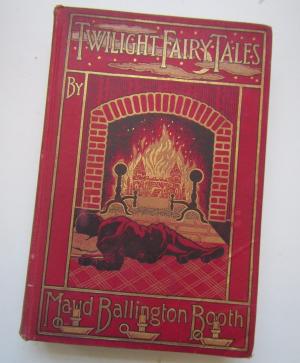 TWILIGHT FAIRY TALES
BY
Maud Ballington Booth